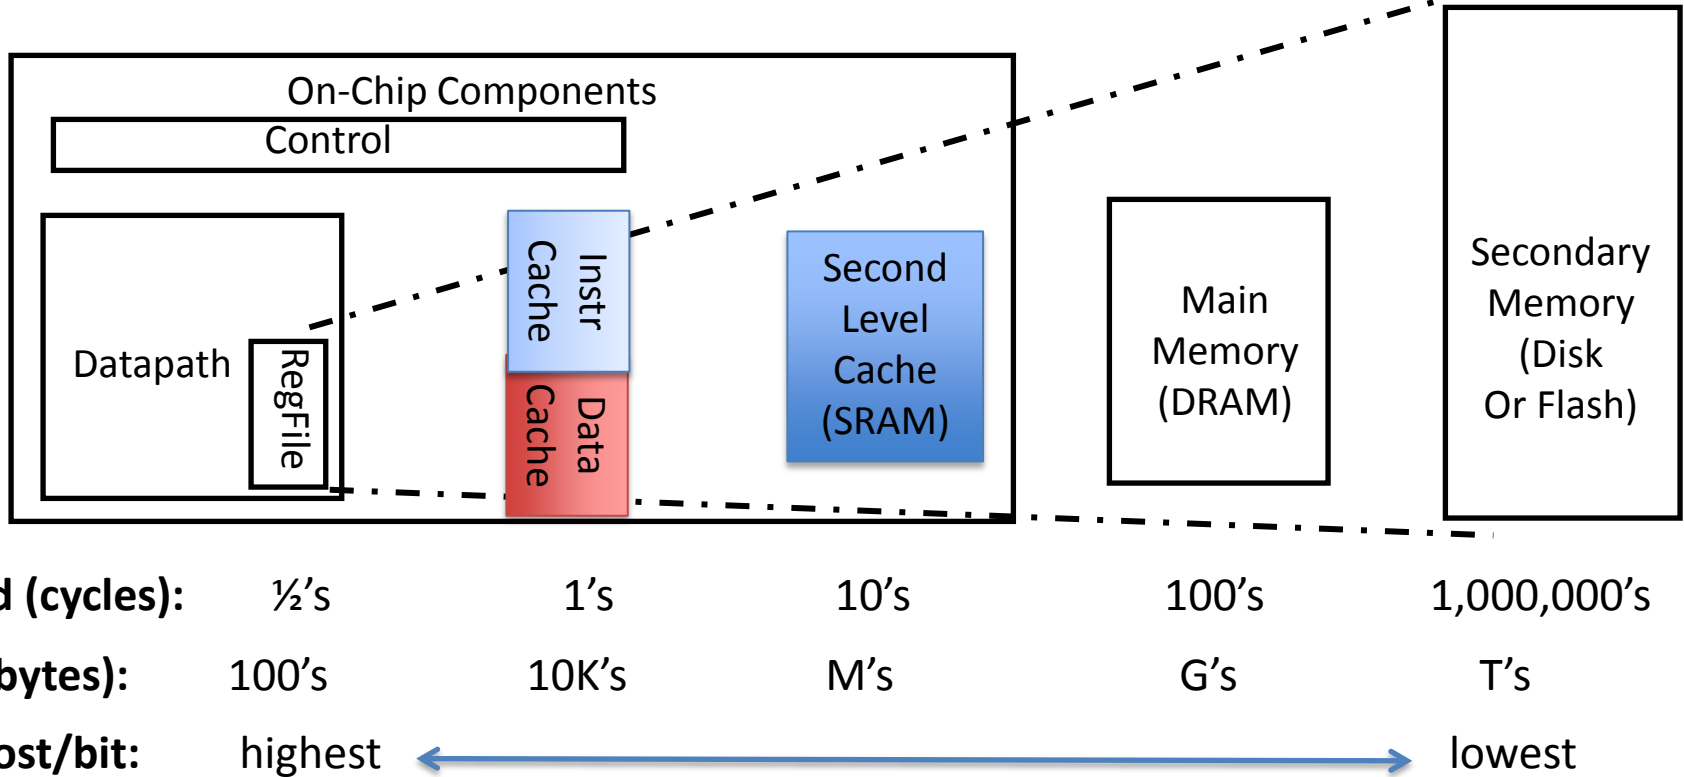 On-Chip Components
Control
Datapath
RegFile
Instr
Cache
Data
Cache
Second
Level
Cache
(SRAM)
Main
Memory
(DRAM)
Secondary
Memory
(Disk
Or Flash)
(cycles): ½’s 1’s 10’s 100’s 1,000,000’s
bytes): 100’s 10K’s M’s G’s T’s
ost/bit: highest lowest